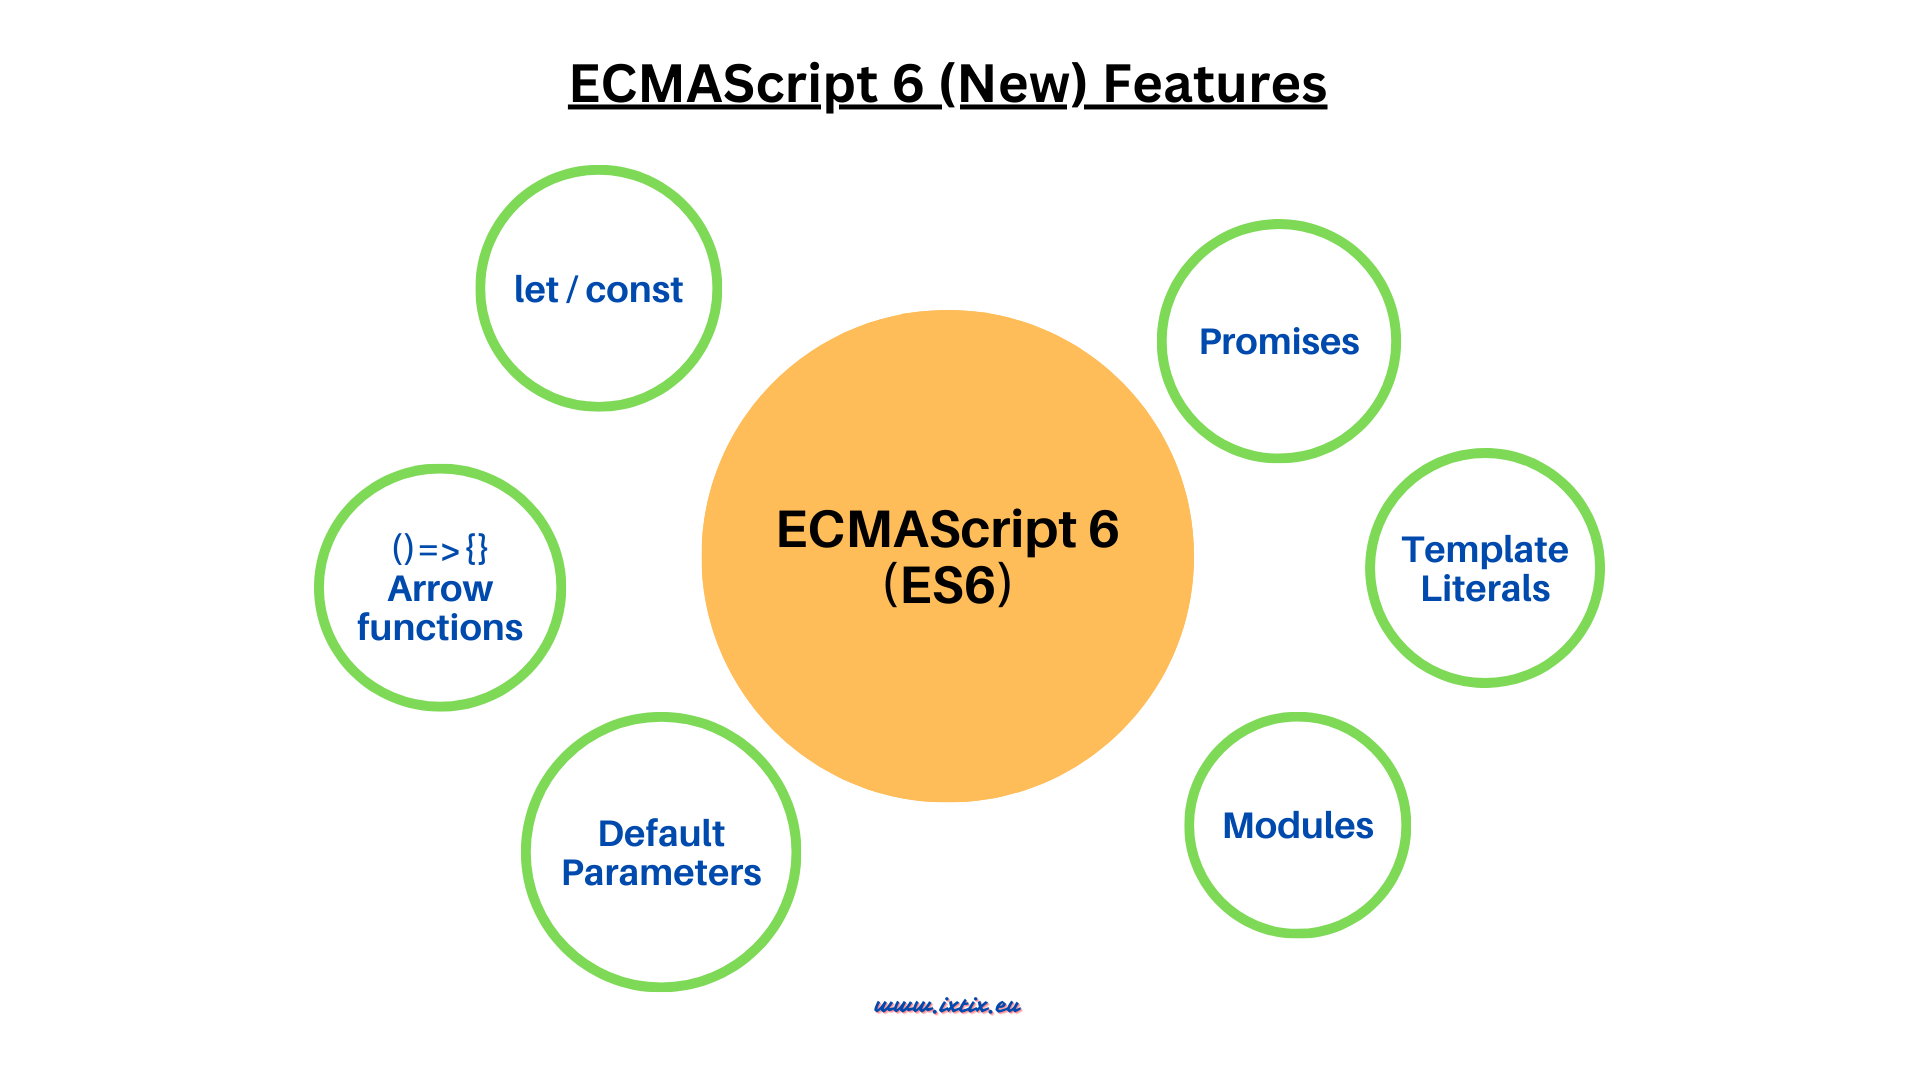 ECMAScript 6 (New) Features
let / const
Promises
ECMAScript 6
(ES6)
() => {}
Arrow
functions
Template
Literals
Default
Parameters
Modules
www.ixtix.eu